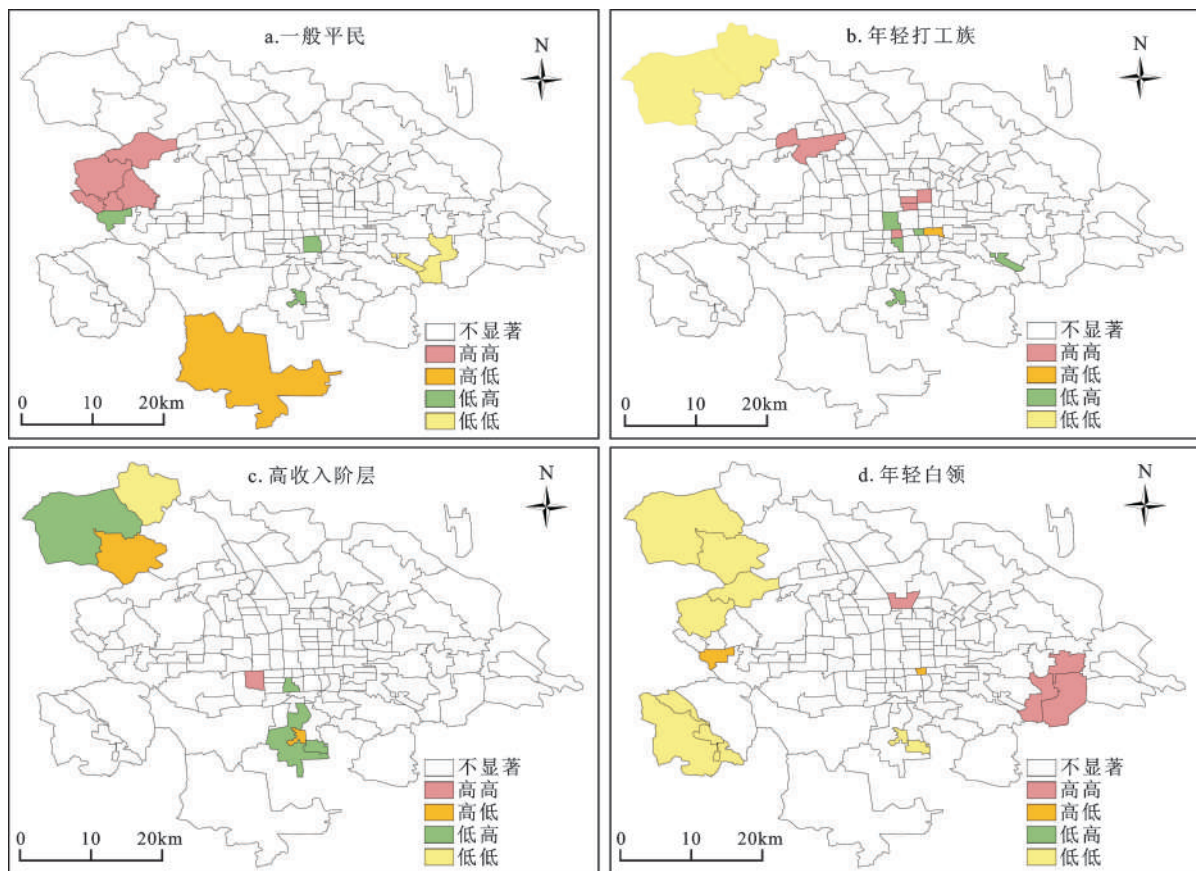 a.一般平民
N
不显著
高高
高低
低高
低低
0 10 20km
b.年轻打工族
N
不显著
高高
高低
低高
低低
0 10 20km
c.高收入阶层
N
不显著
高高
高低
低高
低低
0 10 20km
d.年轻白领
N
不显著
高高
高低
低高
低低
0 10 20km